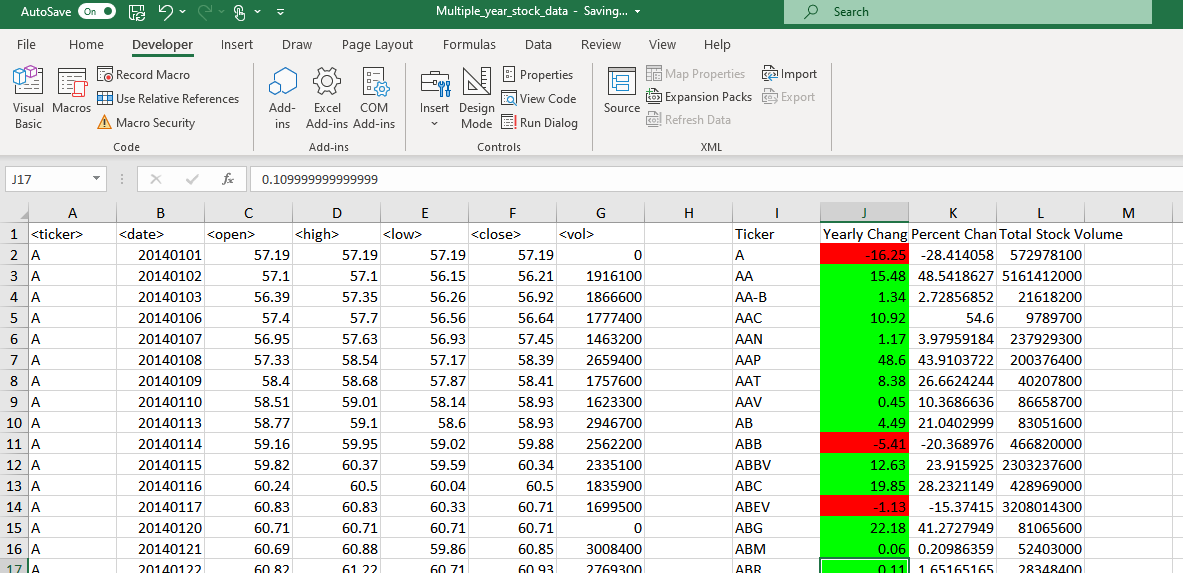 AutoSave On Multiple_year_stock_data - Saving... Search
File Home Developer Insert Draw Page Layout Formulas Data Review View Help
Visual Basic Macros Record Macro Use Relative References Macro Security Code
Add-ins Excel Add-ins COM Add-ins Add-ins
Insert Design Mode Properties View Code Run Dialog Controls
Source Map Properties Expansion Packs Refresh Data Import Export XML
J17 fx 0.109999999999999
A B C D E F G H I J K L M
1 <ticker> <date> <open> <high> <low> <close> <vol> Ticker Yearly Chang Percent Chan Total Stock Volume
2 A 20140101 57.19 57.19 57.19 57.19 0 A -16.25 -28.414058 572978100
3 A 20140102 57.1 57.1 56.15 56.21 1916100 AA 15.48 48.5418627 5161412000
4 A 20140103 56.39 57.35 56.26 56.92 1866600 AA-B 1.34 2.72856852 21618200
5 A 20140106 57.4 57.7 56.56 56.64 1777400 AAC 10.92 54.6 9789700
6 A 20140107 56.95 57.63 56.93 57.45 1463200 AAN 1.17 3.97959184 237929300
7 A 20140108 57.33 58.54 57.17 58.39 2659400 AAP 48.6 43.9103722 200376400
8 A 20140109 58.4 58.68 57.87 58.41 1757600 AAT 8.38 26.6624244 40207800
9 A 20140110 58.51 59.01 58.14 58.93 1623300 AAV 0.45 10.3686636 86658700
10 A 20140113 58.77 59.1 58.6 58.93 2946700 AB 4.49 21.0402999 83051600
11 A 20140114 59.16 59.95 59.02 59.88 2562200 ABB -5.41 -20.368976 466820000
12 A 20140115 59.82 60.37 59.59 60.34 2335100 ABBV 12.63 23.915925 2303237600
13 A 20140116 60.24 60.5 60.04 60.5 1835900 ABC 19.85 28.2321149 428969000
14 A 20140117 60.83 60.83 60.33 60.71 1699500 ABEV -1.13 -15.37415 3208014300
15 A 20140120 60.71 60.71 60.71 60.71 0 ABG 22.18 41.2727949 81065600
16 A 20140121 60.69 60.88 59.86 60.85 3008400 ABM 0.06 0.20986359 52403000
17 A 20140122 60.82 61.22 60.71 60.93 2769300 ABR 0.11 1.65165165 28348400